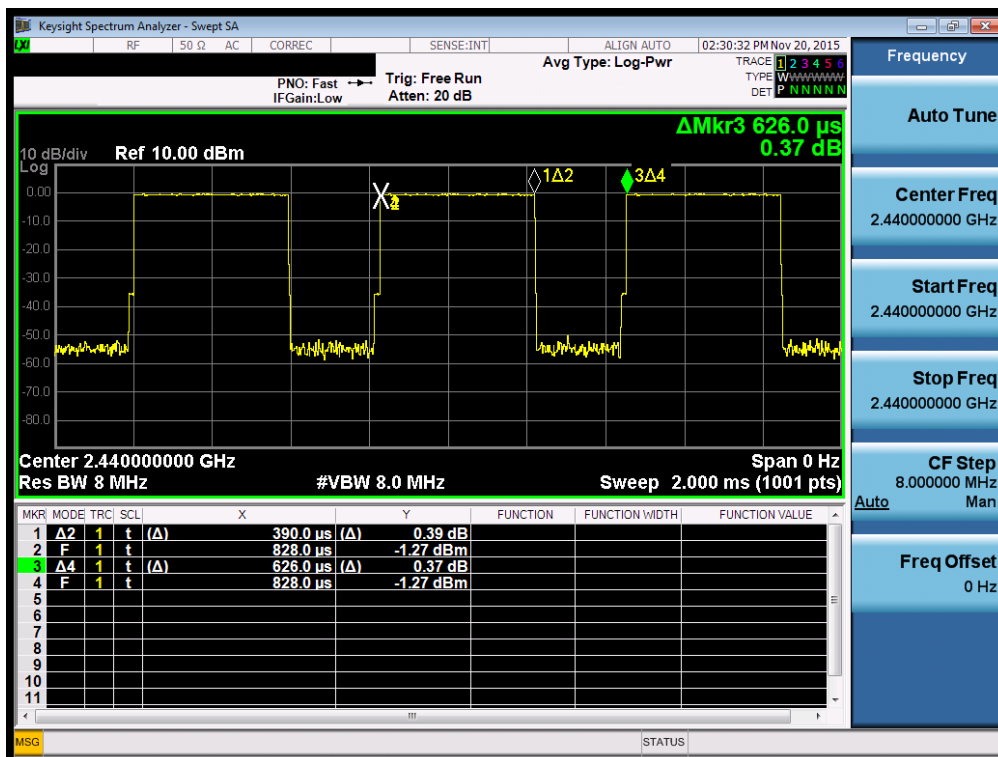 Keysight Spectrum Analyzer - Swept SA
LXI RF 50 Ω AC CORREC SENSE:INT ALIGN AUTO 02:30:32 PM Nov 20, 2015
Avg Type: Log-Pwr
TRACE 1 2 3 4 5 6
PNO: Fast Trig: Free Run
TYPE WWWWWW
IFGain:Low Atten: 20 dB
DET P N N N N N
ΔMkr3 626.0 µs
0.37 dB
10 dB/div Ref 10.00 dBm
Log
1Δ2
3Δ4
0.00
-10.0
-20.0
-30.0
-40.0
-50.0
-60.0
-70.0
-80.0
Center 2.440000000 GHz Span 0 Hz
Res BW 8 MHz #VBW 8.0 MHz Sweep 2.000 ms (1001 pts)
MKR MODE TRC SCL X Y FUNCTION FUNCTION WIDTH FUNCTION VALUE
1 Δ2 1 t (Δ) 390.0 µs (Δ) 0.39 dB
2 F 1 t 828.0 µs -1.27 dBm
3 Δ4 1 t (Δ) 626.0 µs (Δ) 0.37 dB
4 F 1 t 828.0 µs -1.27 dBm
5
6
7
8
9
10
11
MSG STATUS
Frequency
Auto Tune
Center Freq
2.440000000 GHz
Start Freq
2.440000000 GHz
Stop Freq
2.440000000 GHz
CF Step
8.000000 MHz
Auto Man
Freq Offset
0 Hz